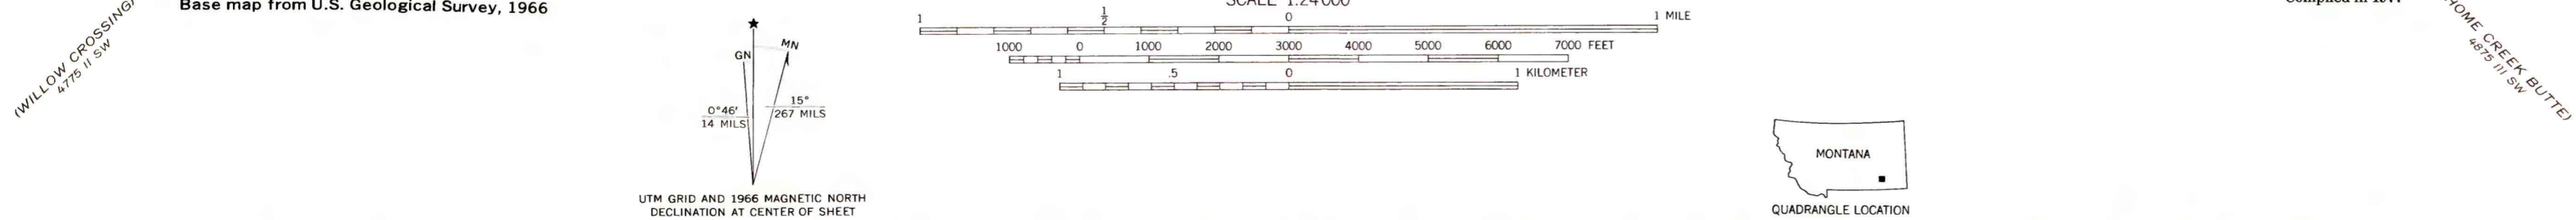 Base map from U.S. Geological Survey, 1966
(WILLOW CROSSING)
4775 II SW
★
GN
MN
0°46'
14 MILS
15°
267 MILS
UTM GRID AND 1966 MAGNETIC NORTH
DECLINATION AT CENTER OF SHEET
SCALE 1:24 000
1 1/2 0 1 MILE
1000 0 1000 2000 3000 4000 5000 6000 7000 FEET
1 .5 0 1 KILOMETER
MONTANA
QUADRANGLE LOCATION
HOME CREEK BUTTE)
4875 III SW